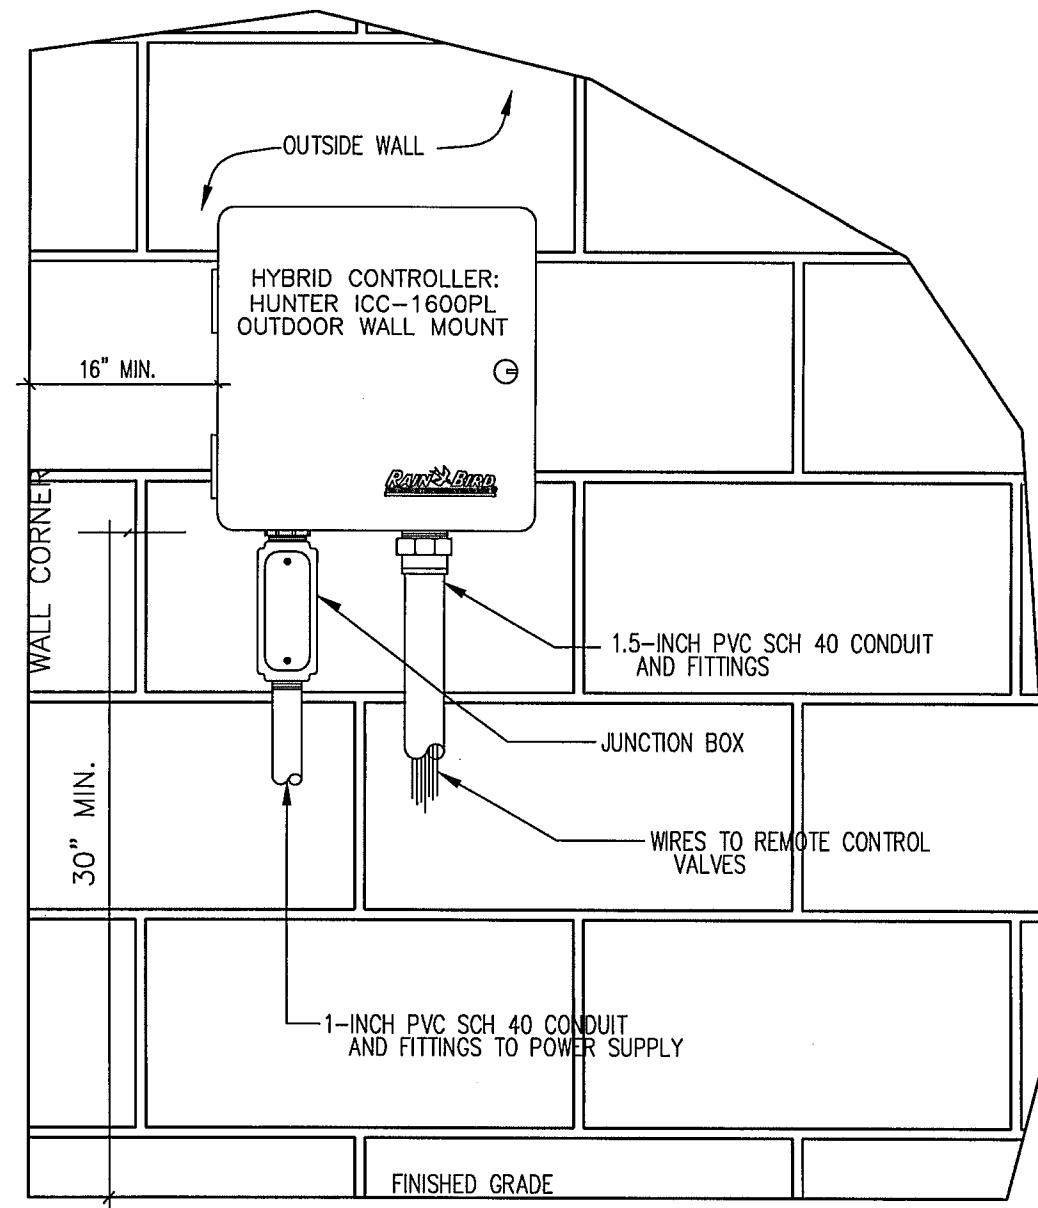 OUTSIDE WALL
HYBRID CONTROLLER:
HUNTER ICC-1600PL
OUTDOOR WALL MOUNT
16" MIN.
RAIN BIRD
WALL CORNER
1.5-INCH PVC SCH 40 CONDUIT
AND FITTINGS
JUNCTION BOX
30" MIN.
WIRES TO REMOTE CONTROL
VALVES
1-INCH PVC SCH 40 CONDUIT
AND FITTINGS TO POWER SUPPLY
FINISHED GRADE